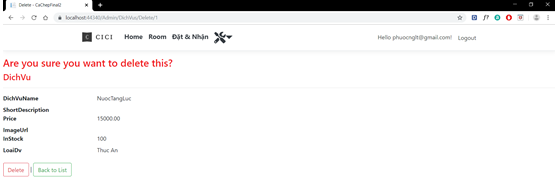 Delete - CaChepFinal2
localhost:44340/Admin/DichVus/Delete/1
C CICI Home Room Đặt & Nhận Hello phuocnglt@gmail.com! Logout
Are you sure you want to delete this?
DichVu
DichVuName NuocTangLuc
ShortDescription
Price 15000.00
ImageUrl
InStock 100
LoaiDv Thuc An
Delete | Back to List